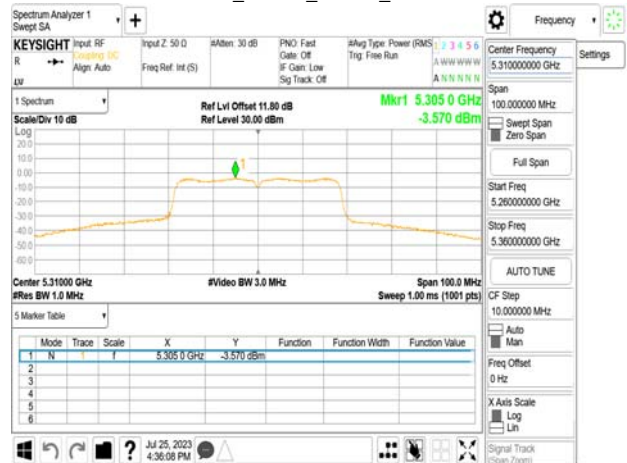 Spectrum Analyzer 1
Swept SA
+
Frequency
KEYSIGHT
R
Input: RF
Coupling: DC
Align: Auto
Input Z: 50 Ω
Freq Ref: Int (S)
#Atten: 30 dB
PNO: Fast
Gate: Off
IF Gain: Low
Sig Track: Off
#Avg Type: Power (RMS
Trig: Free Run
1 2 3 4 5 6
A W W W W W
A N N N N N
Settings
Center Frequency
5.310000000 GHz
Span
100.000000 MHz
Swept Span
Zero Span
Full Span
Start Freq
5.260000000 GHz
Stop Freq
5.360000000 GHz
AUTO TUNE
CF Step
10.000000 MHz
Auto
Man
Freq Offset
0 Hz
X Axis Scale
Log
Lin
Signal Track
(Span Zoom)
1 Spectrum
Scale/Div 10 dB
Ref Lvl Offset 11.80 dB
Ref Level 30.00 dBm
Mkr1 5.305 0 GHz
-3.570 dBm
Log
20.0
10.0
0.00
-10.0
-20.0
-30.0
-40.0
-50.0
-60.0
1
Center 5.31000 GHz
#Res BW 1.0 MHz
#Video BW 3.0 MHz
Span 100.0 MHz
Sweep 1.00 ms (1001 pts)
5 Marker Table
Mode Trace Scale X Y Function Function Width Function Value
1 N 1 f 5.305 0 GHz -3.570 dBm
2
3
4
5
6
? Jul 25, 2023
4:36:08 PM